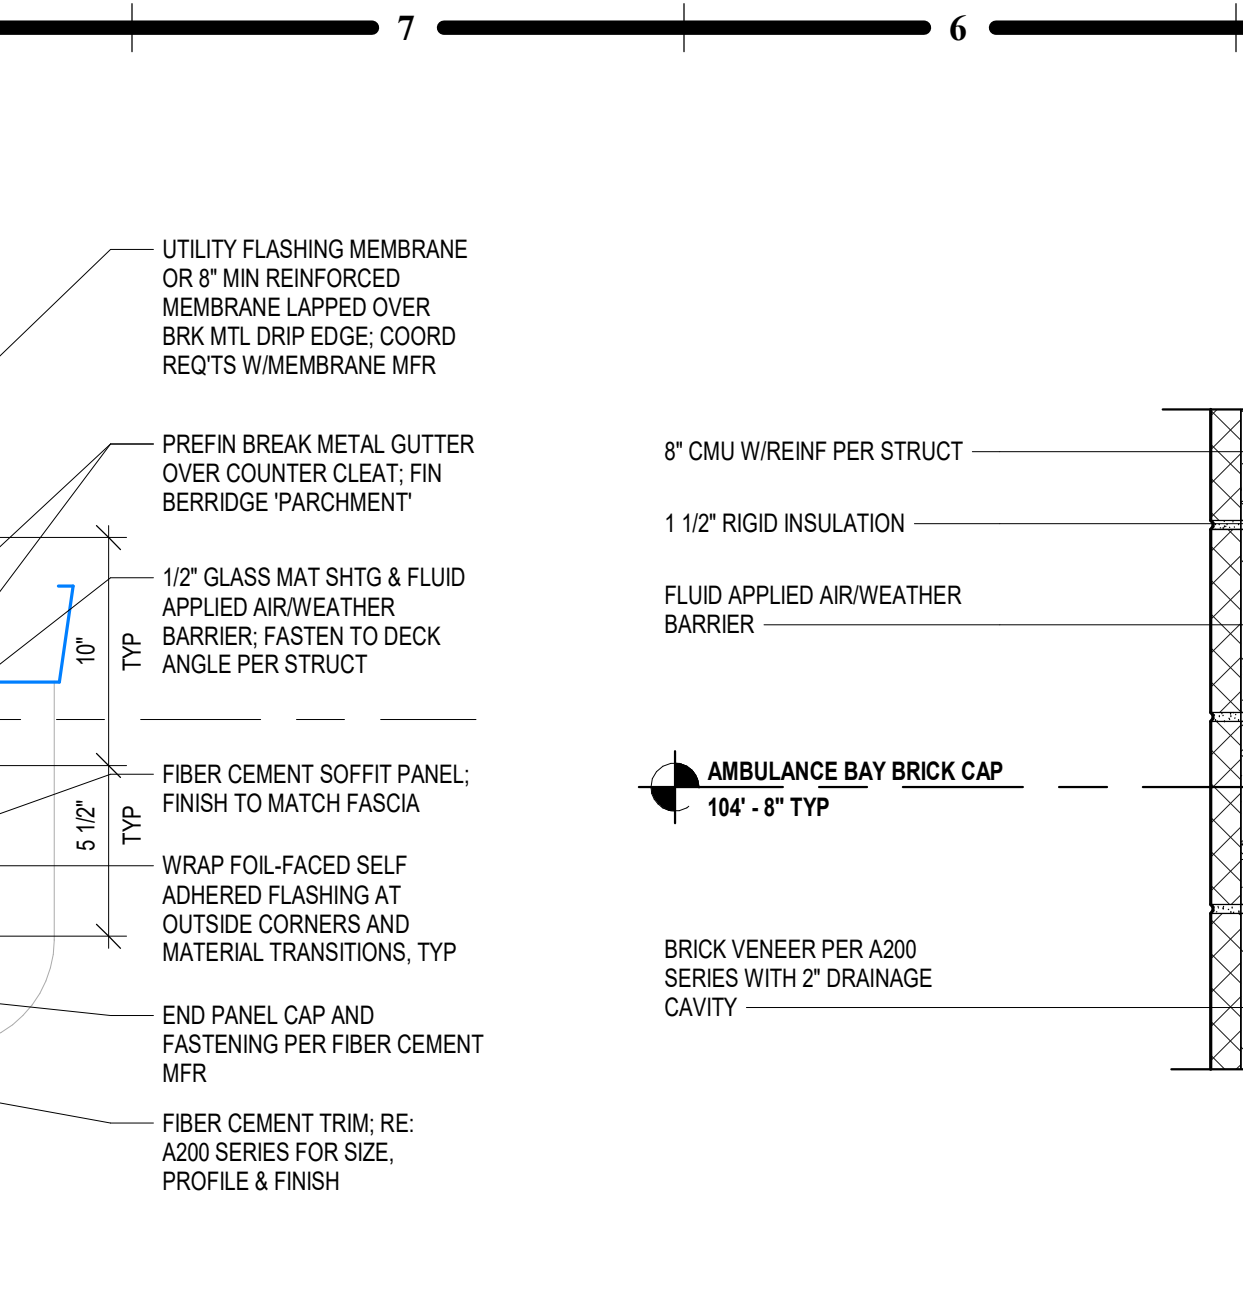 7
6
UTILITY FLASHING MEMBRANE
OR 8" MIN REINFORCED
MEMBRANE LAPPED OVER
BRK MTL DRIP EDGE; COORD
REQ'TS W/MEMBRANE MFR
PREFIN BREAK METAL GUTTER
OVER COUNTER CLEAT; FIN
BERRIDGE 'PARCHMENT'
1/2" GLASS MAT SHTG & FLUID
APPLIED AIR/WEATHER
BARRIER; FASTEN TO DECK
ANGLE PER STRUCT
10"
TYP
FIBER CEMENT SOFFIT PANEL;
FINISH TO MATCH FASCIA
5 1/2"
TYP
WRAP FOIL-FACED SELF
ADHERED FLASHING AT
OUTSIDE CORNERS AND
MATERIAL TRANSITIONS, TYP
END PANEL CAP AND
FASTENING PER FIBER CEMENT
MFR
FIBER CEMENT TRIM; RE:
A200 SERIES FOR SIZE,
PROFILE & FINISH
8" CMU W/REINF PER STRUCT
1 1/2" RIGID INSULATION
FLUID APPLIED AIR/WEATHER
BARRIER
AMBULANCE BAY BRICK CAP
104' - 8" TYP
BRICK VENEER PER A200
SERIES WITH 2" DRAINAGE
CAVITY